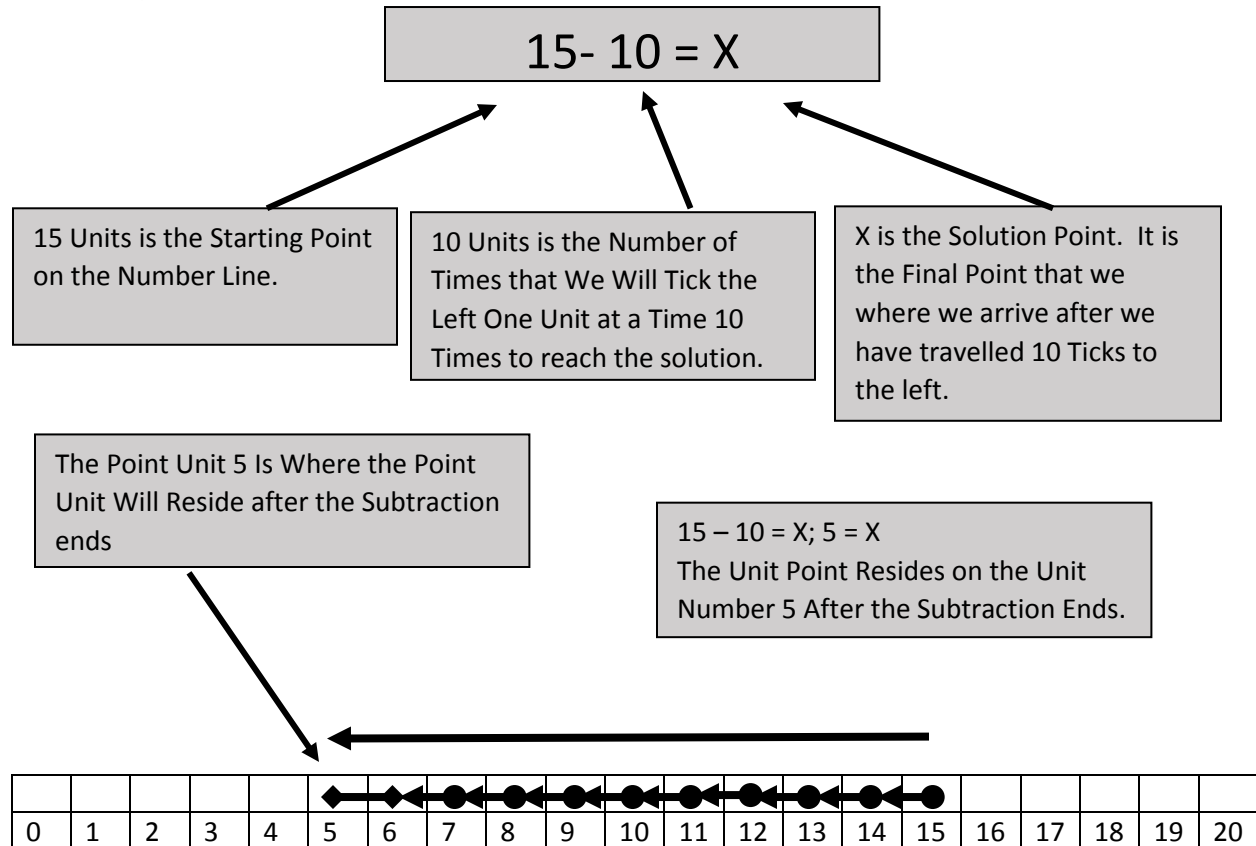 15- 10 = X
15 Units is the Starting Point
on the Number Line.
10 Units is the Number of
Times that We Will Tick the
Left One Unit at a Time 10
Times to reach the solution.
X is the Solution Point.  It is
the Final Point that we
where we arrive after we
have travelled 10 Ticks to
the left.
The Point Unit 5 Is Where the Point
Unit Will Reside after the Subtraction
ends
15 – 10 = X; 5 = X
The Unit Point Resides on the Unit
Number 5 After the Subtraction Ends.
0 1 2 3 4 5 6 7 8 9 10 11 12 13 14 15 16 17 18 19 20